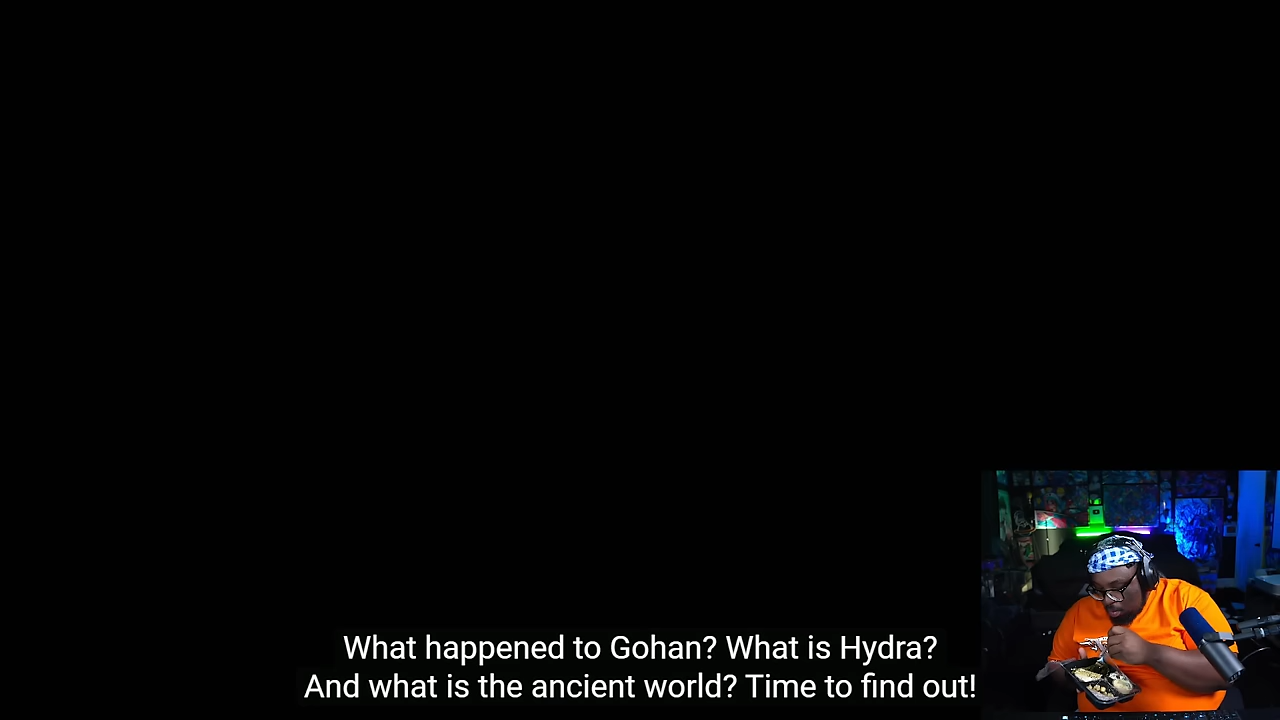 What happened to Gohan? What is Hydra?
And what is the ancient world? Time to find out!